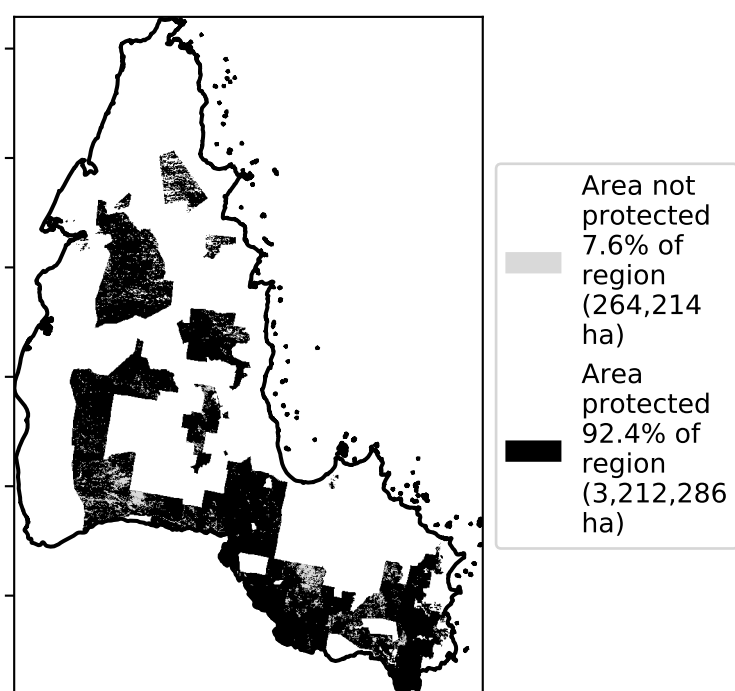 Area not
protected
7.6% of
region
(264,214
ha)
Area
protected
92.4% of
region
(3,212,286
ha)